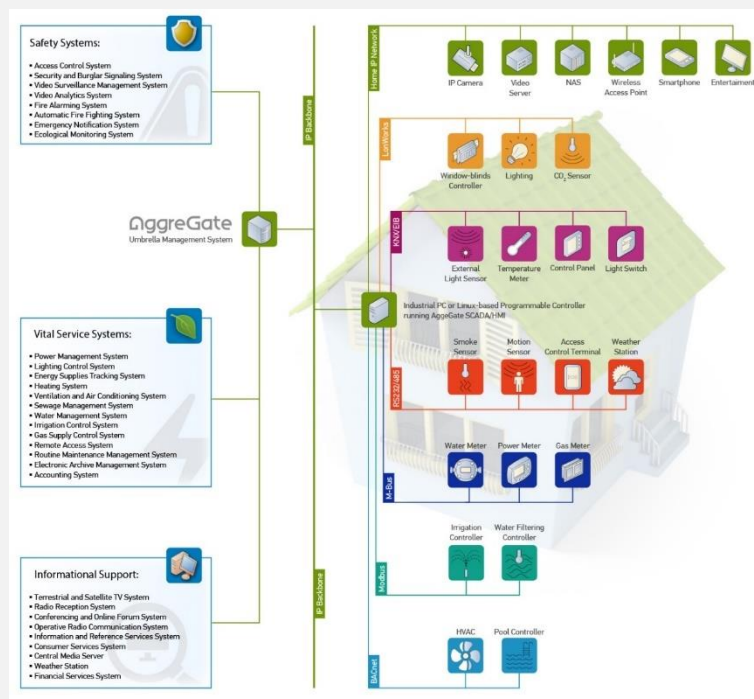 Safety Systems:
• Access Control System
• Security and Burglar Signaling System
• Video Surveillance Management System
• Video Analytics System
• Fire Alarming System
• Automatic Fire Fighting System
• Emergency Notification System
• Ecological Monitoring System
AggreGate
Umbrella Management System
Vital Service Systems:
• Power Management System
• Lighting Control System
• Energy Supplies Tracking System
• Heating System
• Ventilation and Air Conditioning System
• Sewage Management System
• Water Management System
• Irrigation Control System
• Gas Supply Control System
• Remote Access System
• Routine Maintenance Management System
• Electronic Archive Management System
• Accounting System
Informational Support:
• Terrestrial and Satellite TV System
• Radio Reception System
• Conferencing and Online Forum System
• Operative Radio Communication System
• Information and Reference Services System
• Consumer Services System
• Central Media Server
• Weather Station
• Financial Services System
IP Backbone
IP Backbone
Home IP Network
IP Camera
Video
Server
NAS
Wireless
Access Point
Smartphone
Entertaiment
LonWorks
Window-blinds
Controller
Lighting
CO2 Sensor
KNX/EIB
External
Light Sensor
Temperature
Meter
Control Panel
Light Switch
Industrial PC or Linux-based Programmable Controller
running AggeGate SCADA/HMI
RS232/485
Smoke
Sensor
Motion
Sensor
Access
Control Terminal
Weather
Station
M-Bus
Water Meter
Power Meter
Gas Meter
Modbus
Irrigation
Controller
Water Filtering
Controller
BACnet
HVAC
Pool Controller